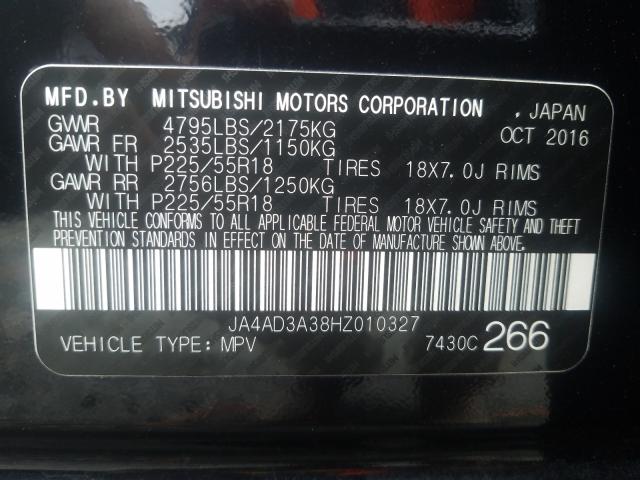 MFD.BY MITSUBISHI MOTORS CORPORATION , JAPAN
GVWR 4795LBS/2175KG OCT 2016
GAWR FR 2535LBS/1150KG
WITH P225/55R18 TIRES 18X7.0J RIMS
GAWR RR 2756LBS/1250KG
WITH P225/55R18 TIRES 18X7.0J RIMS
THIS VEHICLE CONFORMS TO ALL APPLICABLE FEDERAL MOTOR VEHICLE SAFETY AND THEFT
PREVENTION STANDARDS IN EFFECT ON THE DATE OF MANUFACTURE SHOWN ABOVE.
JA4AD3A38HZ010327
VEHICLE TYPE: MPV 7430C 266